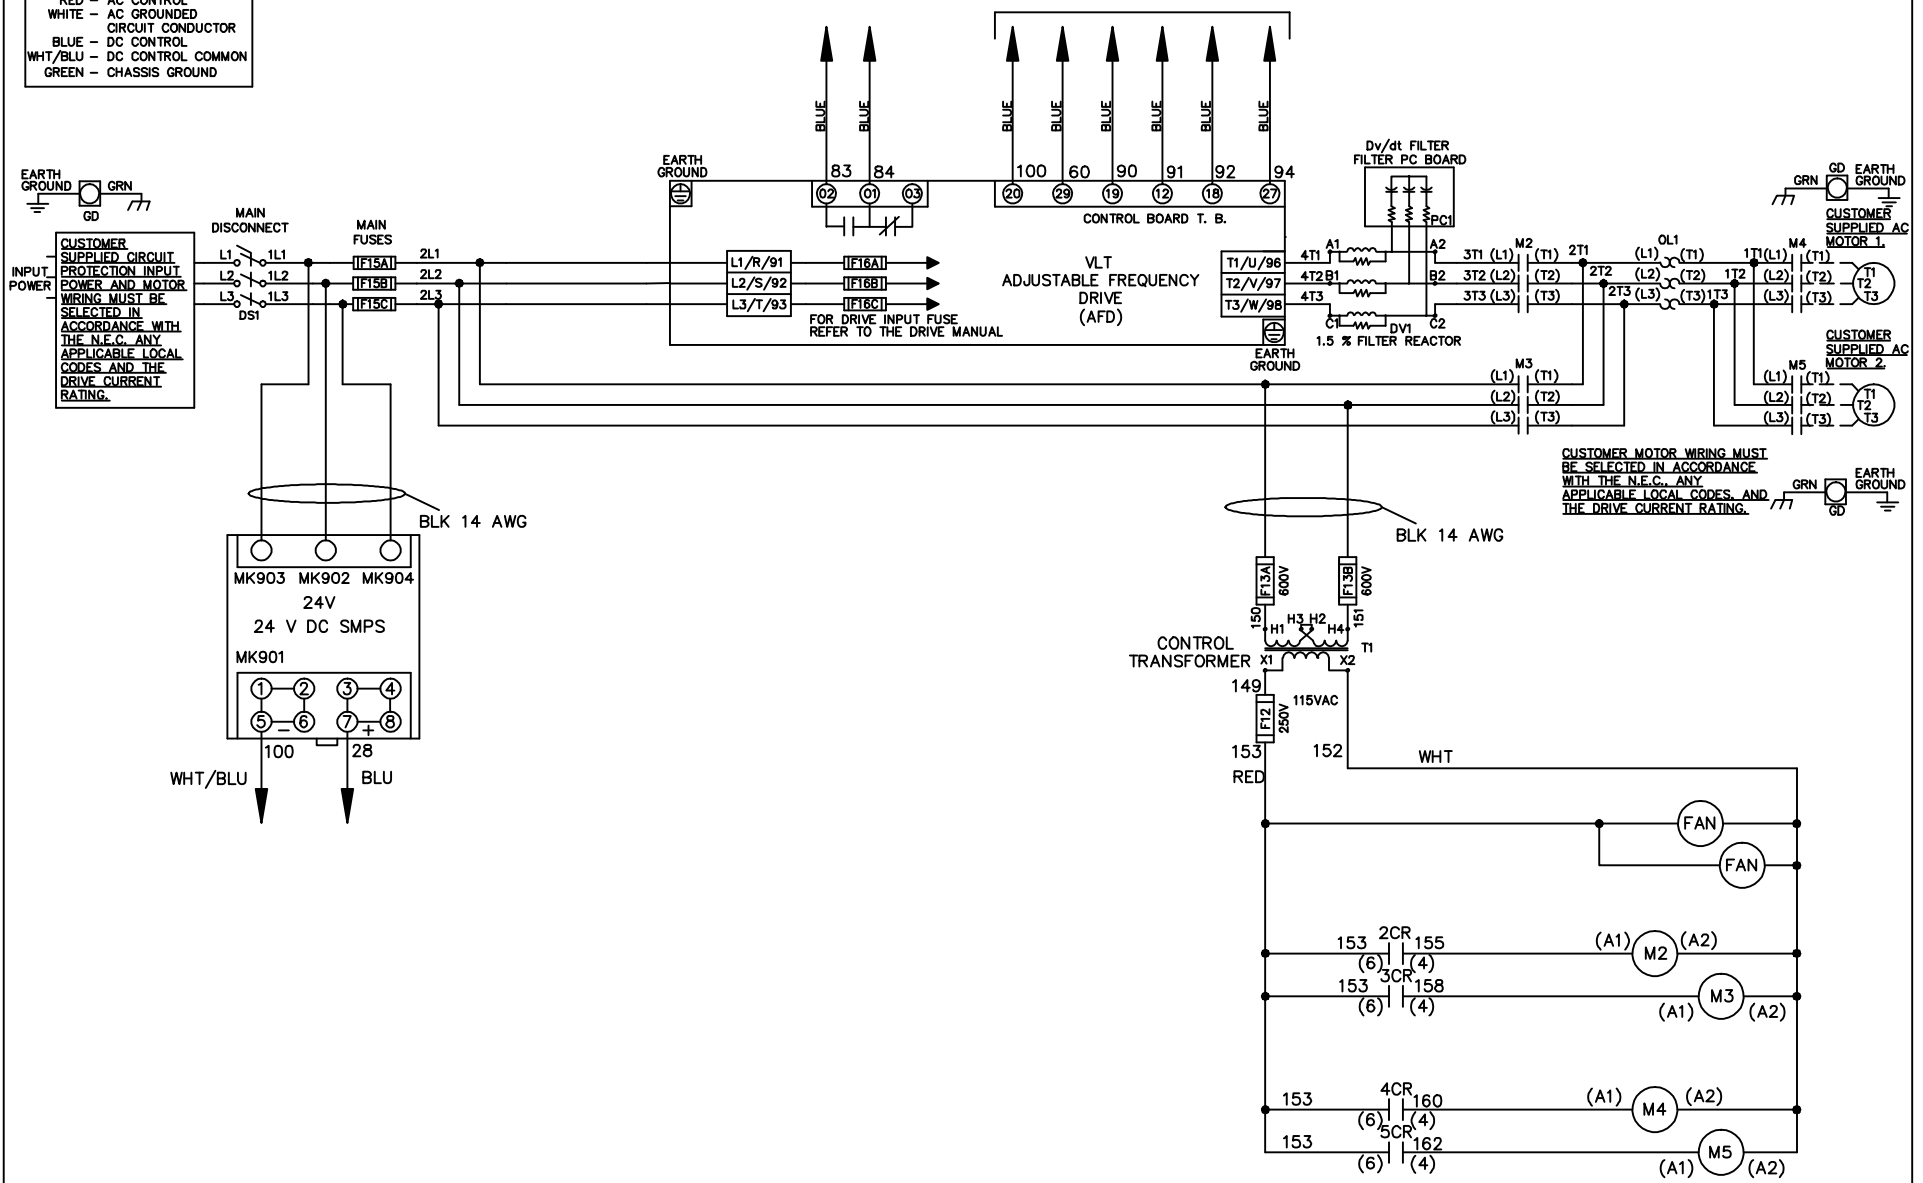 RED – AC CONTROL
WHITE – AC GROUNDED
CIRCUIT CONDUCTOR
BLUE – DC CONTROL
WHT/BLU – DC CONTROL COMMON
GREEN – CHASSIS GROUND
BLUE
BLUE
BLUE
BLUE
BLUE
BLUE
BLUE
BLUE
EARTH
GROUND
83
84
02
01
03
100
60
90
91
92
94
20
29
19
12
18
27
CONTROL BOARD T. B.
Dv/dt FILTER
FILTER PC BOARD
PC1
EARTH
GROUND
GRN
GD
GRN
GD
EARTH
GROUND
CUSTOMER
SUPPLIED AC
MOTOR 1.
MAIN
DISCONNECT
MAIN
FUSES
INPUT
POWER
CUSTOMER
SUPPLIED CIRCUIT
PROTECTION INPUT
POWER AND MOTOR
WIRING MUST BE
SELECTED IN
ACCORDANCE WITH
THE N.E.C. ANY
APPLICABLE LOCAL
CODES AND THE
DRIVE CURRENT
RATING.
L1 1L1
L2 1L2
L3 1L3
DS1
F15A
F15B
F15C
2L1
2L2
2L3
L1/R/91
L2/S/92
L3/T/93
F16A
F16B
F16C
FOR DRIVE INPUT FUSE
REFER TO THE DRIVE MANUAL
VLT
ADJUSTABLE FREQUENCY
DRIVE
(AFD)
T1/U/96
T2/V/97
T3/W/98
EARTH
GROUND
4T1
4T2
4T3
A1
A2
B1
B2
C1
C2
DV1
1.5 % FILTER REACTOR
M2
3T1 (L1) (T1) 2T1
3T2 (L2) (T2) 2T2
3T3 (L3) (T3) 2T3
OL1
(L1) (T1) 1T1
(L2) (T2) 1T2
(L3) (T3) 1T3
M4
(L1) (T1)
(L2) (T2)
(L3) (T3)
T1
T2
T3
M3
(L1) (T1)
(L2) (T2)
(L3) (T3)
CUSTOMER
SUPPLIED AC
MOTOR 2.
M5
(L1) (T1)
(L2) (T2)
(L3) (T3)
T1
T2
T3
CUSTOMER MOTOR WIRING MUST
BE SELECTED IN ACCORDANCE
WITH THE N.E.C., ANY
APPLICABLE LOCAL CODES, AND
THE DRIVE CURRENT RATING.
GRN
GD
EARTH
GROUND
BLK 14 AWG
MK903 MK902 MK904
24V
24 V DC SMPS
MK901
1 2 3 4
5 6 7 8
– +
100
28
WHT/BLU
BLU
BLK 14 AWG
F13A
600V
F13B
600V
150
151
H3 H2
H1
H4
CONTROL
TRANSFORMER
T1
X1
X2
149
115VAC
F12
250V
153
152
RED
WHT
FAN
FAN
2CR
153 155
(6) (4)
(A1) M2 (A2)
3CR
153 158
(6) (4)
(A1) M3 (A2)
4CR
153 160
(6) (4)
(A1) M4 (A2)
5CR
153 162
(6) (4)
(A1) M5 (A2)